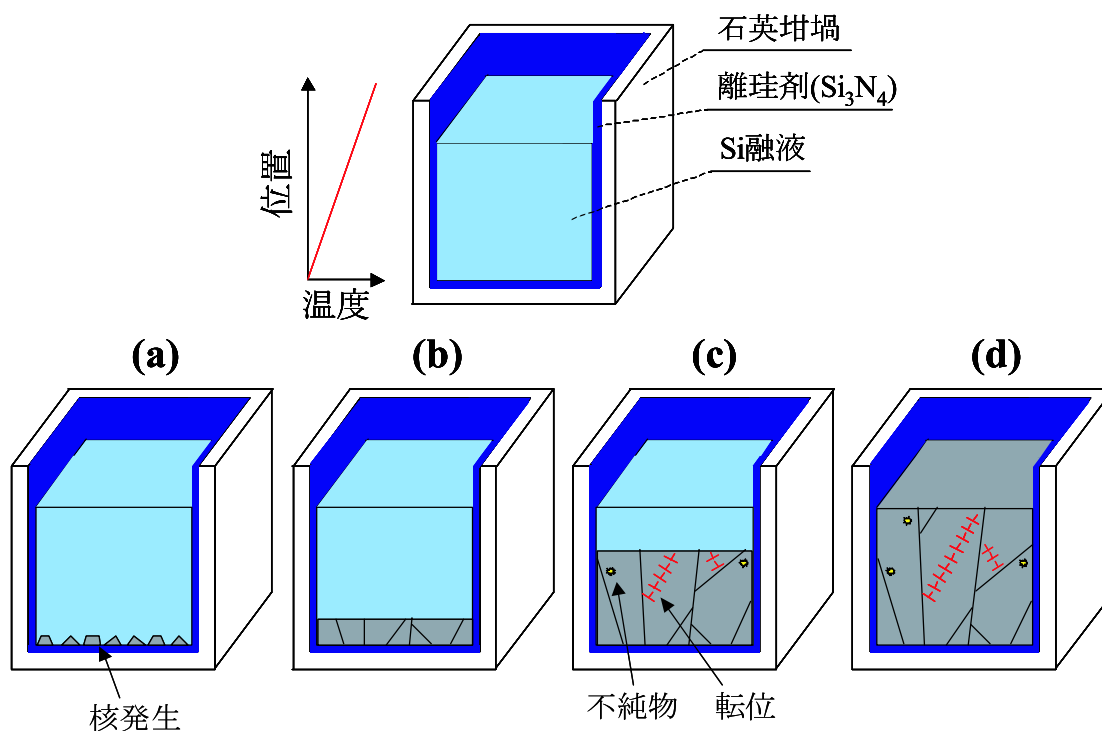 石英坩堝
離珪剤(Si₃N₄)
Si融液
位置
温度
(a)
(b)
(c)
(d)
核発生
不純物
転位